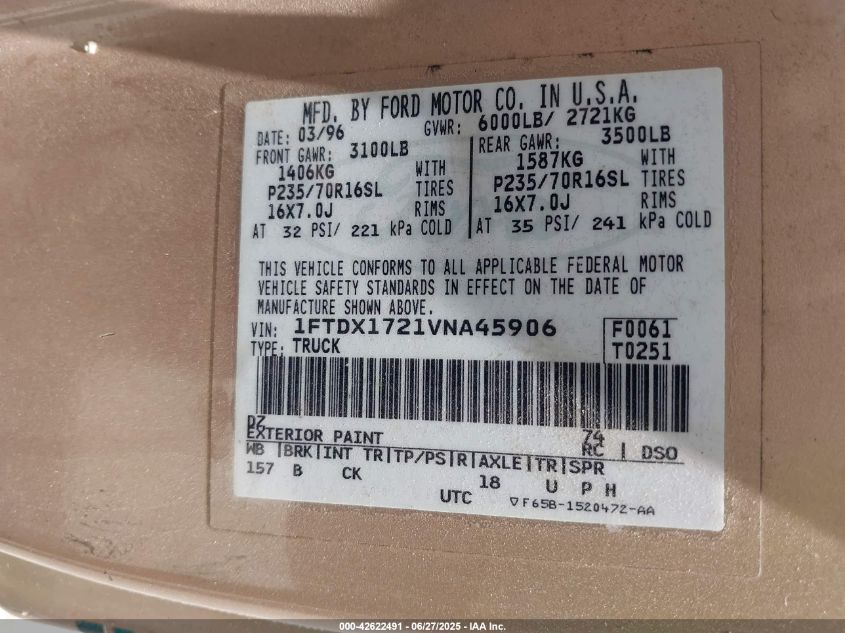 MFD. BY FORD MOTOR CO. IN U.S.A.
DATE: 03/96 GVWR: 6000LB/ 2721KG
FRONT GAWR: 3100LB
1406KG WITH
P235/70R16SL TIRES
16X7.0J RIMS
AT 32 PSI/ 221 kPa COLD
REAR GAWR: 3500LB
1587KG WITH
P235/70R16SL TIRES
16X7.0J RIMS
AT 35 PSI/ 241 kPa COLD
THIS VEHICLE CONFORMS TO ALL APPLICABLE FEDERAL MOTOR
VEHICLE SAFETY STANDARDS IN EFFECT ON THE DATE OF
MANUFACTURE SHOWN ABOVE.
VIN: 1FTDX1721VNA45906 F0061
TYPE: TRUCK T0251
DZ 74
EXTERIOR PAINT RC | DSO
WB |BRK|INT TR|TP/PS|R|AXLE|TR|SPR
157 B CK 18 U P H
UTC ▽F65B-1520472-AA
000-42622491 - 06/27/2025 - IAA Inc.